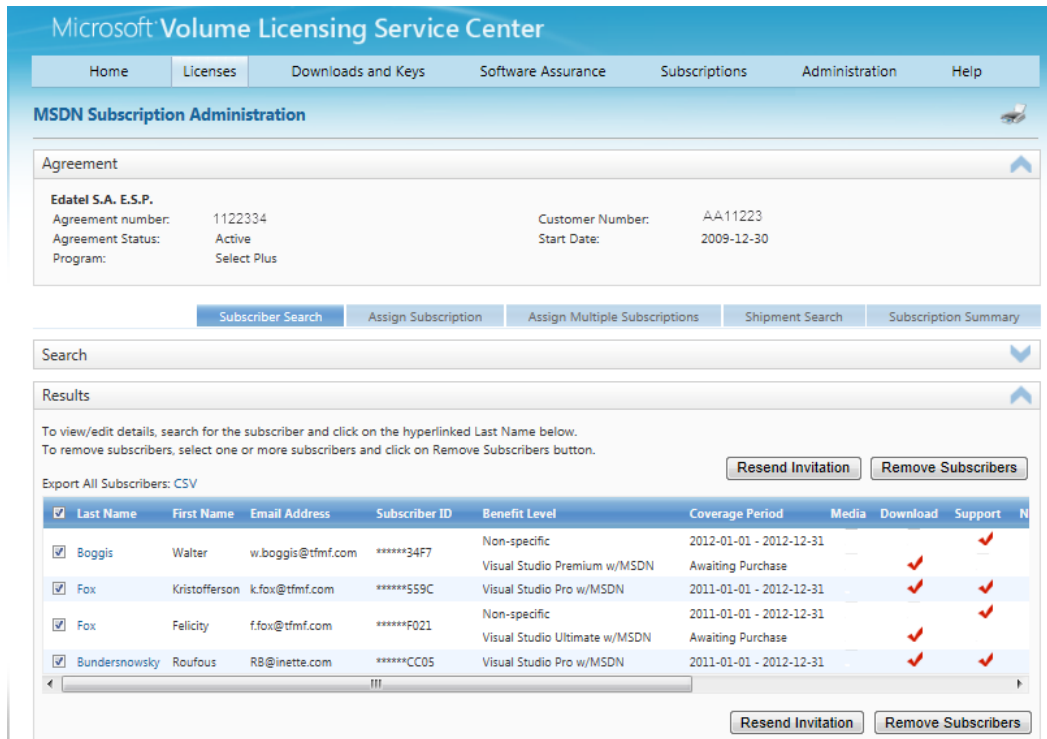 Microsoft Volume Licensing Service Center
Home Licenses Downloads and Keys Software Assurance Subscriptions Administration Help
MSDN Subscription Administration
Agreement
Edatel S.A. E.S.P.
Agreement number: 1122334 Customer Number: AA11223
Agreement Status: Active Start Date: 2009-12-30
Program: Select Plus
Subscriber Search Assign Subscription Assign Multiple Subscriptions Shipment Search Subscription Summary
Search
Results
To view/edit details, search for the subscriber and click on the hyperlinked Last Name below.
To remove subscribers, select one or more subscribers and click on Remove Subscribers button.
Resend Invitation Remove Subscribers
Export All Subscribers: CSV
Last Name First Name Email Address Subscriber ID Benefit Level Coverage Period Media Download Support N
Boggis Walter w.boggis@tfmf.com ******34F7 Non-specific 2012-01-01 - 2012-12-31
Visual Studio Premium w/MSDN Awaiting Purchase
Fox Kristofferson k.fox@tfmf.com ******559C Visual Studio Pro w/MSDN 2011-01-01 - 2012-12-31
Fox Felicity f.fox@tfmf.com ******F021 Non-specific 2011-01-01 - 2012-12-31
Visual Studio Ultimate w/MSDN Awaiting Purchase
Bundersnowsky Roufous RB@inette.com ******CC05 Visual Studio Pro w/MSDN 2011-01-01 - 2012-12-31
Resend Invitation Remove Subscribers